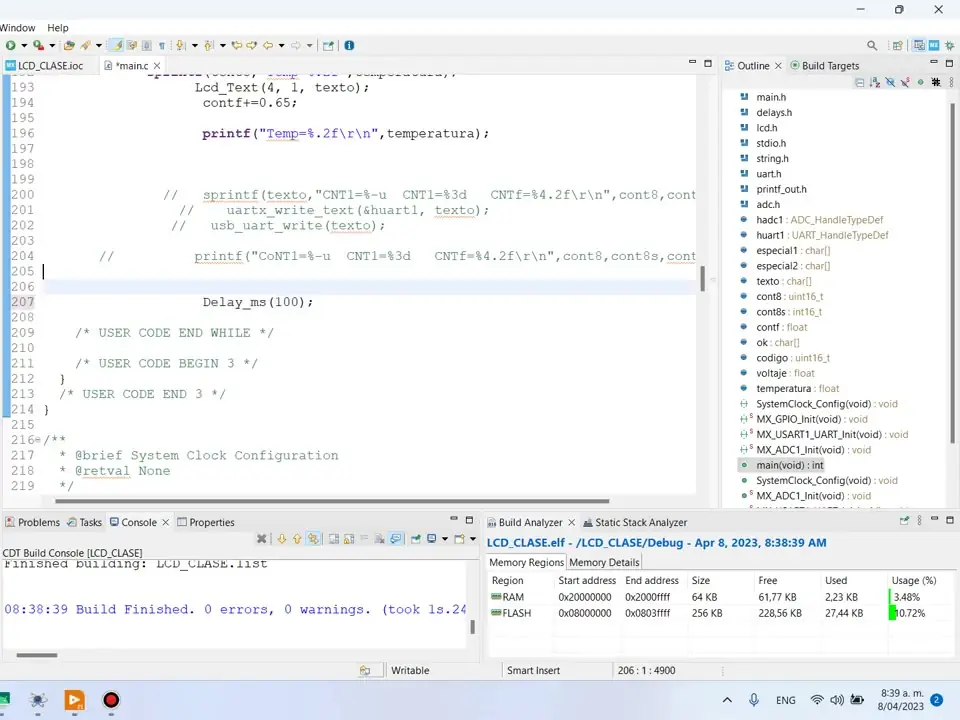 Window Help
LCD_CLASE.ioc *main.c
193 Lcd_Text(4, 1, texto);
194 contf+=0.65;
195
196 printf("Temp=%.2f\r\n",temperatura);
197
198
199
200 // sprintf(texto,"CNT1=%-u CNT1=%3d CNTf=%4.2f\r\n",cont8,cont
201 // uartx_write_text(&huart1, texto);
202 // usb_uart_write(texto);
203
204 // printf("CoNT1=%-u CNT1=%3d CNTf=%4.2f\r\n",cont8,cont8s,cont
205
206
207 Delay_ms(100);
208
209 /* USER CODE END WHILE */
210
211 /* USER CODE BEGIN 3 */
212 }
213 /* USER CODE END 3 */
214 }
215
216 /**
217 * @brief System Clock Configuration
218 * @retval None
219 */
Outline Build Targets
main.h
delays.h
lcd.h
stdio.h
string.h
uart.h
printf_out.h
adc.h
hadc1 : ADC_HandleTypeDef
huart1 : UART_HandleTypeDef
especial1 : char[]
especial2 : char[]
texto : char[]
cont8 : uint16_t
cont8s : int16_t
contf : float
ok : char[]
codigo : uint16_t
voltaje : float
temperatura : float
SystemClock_Config(void) : void
MX_GPIO_Init(void) : void
MX_USART1_UART_Init(void) : void
MX_ADC1_Init(void) : void
main(void) : int
SystemClock_Config(void) : void
MX_ADC1_Init(void) : void
Problems Tasks Console Properties
CDT Build Console [LCD_CLASE]
Finished building: LCD_CLASE.list
08:38:39 Build Finished. 0 errors, 0 warnings. (took 1s.24
Build Analyzer Static Stack Analyzer
LCD_CLASE.elf - /LCD_CLASE/Debug - Apr 8, 2023, 8:38:39 AM
Memory Regions Memory Details
Region Start address End address Size Free Used Usage (%)
RAM 0x20000000 0x2000ffff 64 KB 61,77 KB 2,23 KB 3.48%
FLASH 0x08000000 0x0803ffff 256 KB 228,56 KB 27,44 KB 10.72%
Writable Smart Insert 206 : 1 : 4900
ENG
8:39 a. m.
8/04/2023
2